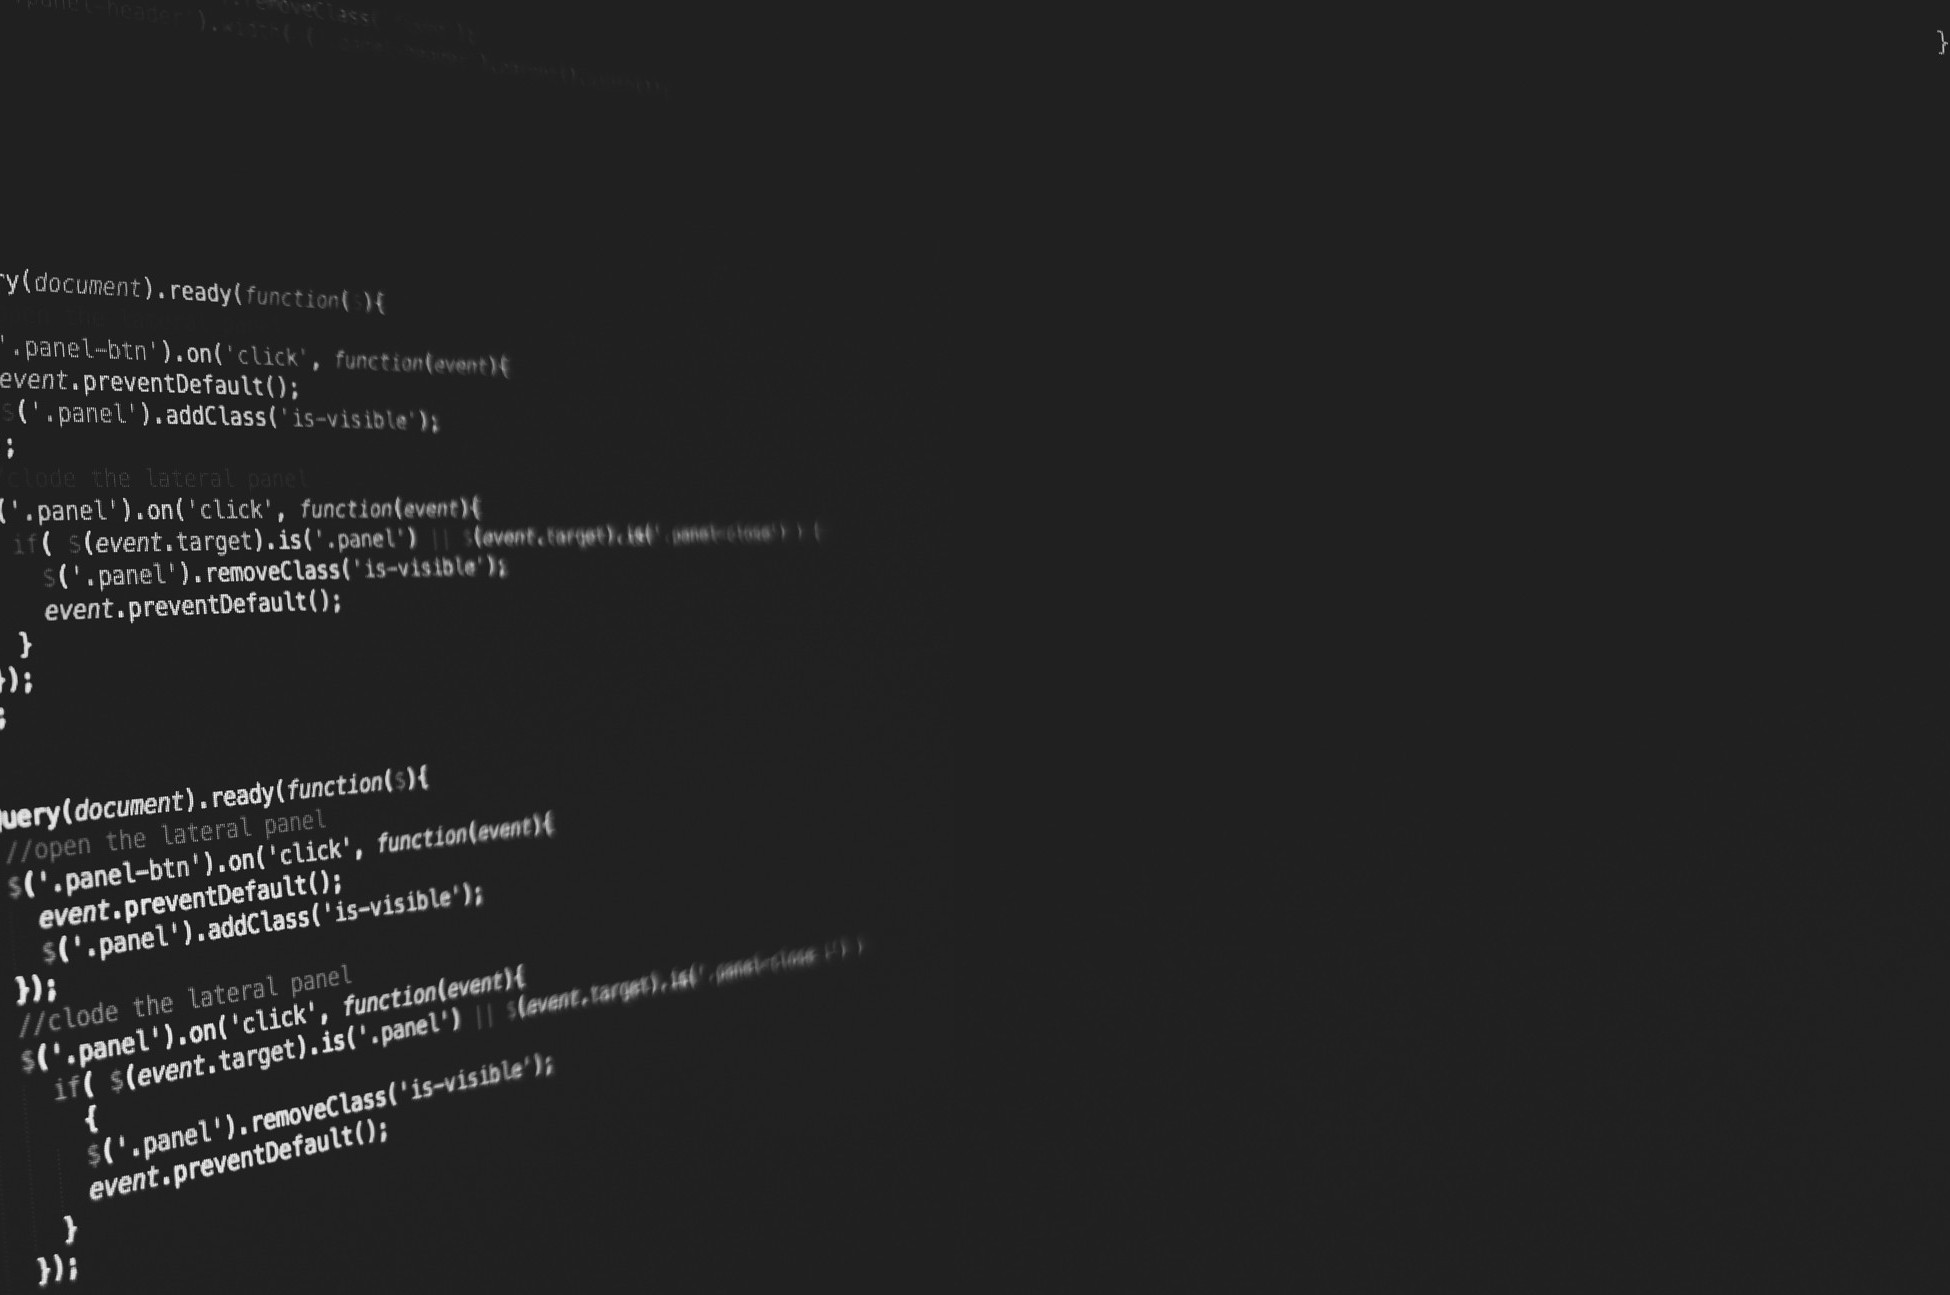 }
ry(document).ready(function( ){
'.panel-btn').on('click', function(event){
event.preventDefault();
$('.panel').addClass('is-visible');
;
clode the lateral panel
('.panel').on('click', function(event){
if( $(event.target).is('.panel') || $(event.target).is('.panel-close') ) {
$('.panel').removeClass('is-visible');
event.preventDefault();
}
});
;
Query(document).ready(function($){
//open the lateral panel
$('.panel-btn').on('click', function(event){
event.preventDefault();
$('.panel').addClass('is-visible');
});
//clode the lateral panel
$('.panel').on('click', function(event){
if( $(event.target).is('.panel') || $(event.target).is('.panel-close
{
$('.panel').removeClass('is-visible');
event.preventDefault();
}
});